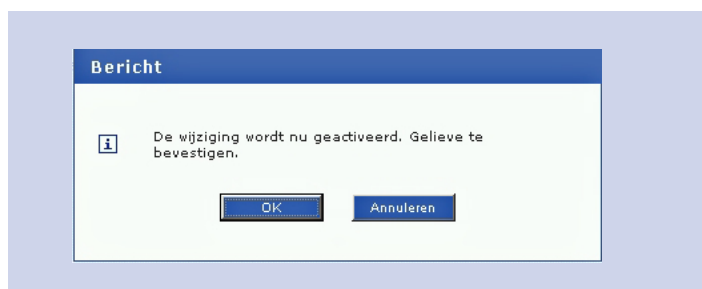 Bericht
De wijziging wordt nu geactiveerd. Gelieve te
bevestigen.
OK
Annuleren